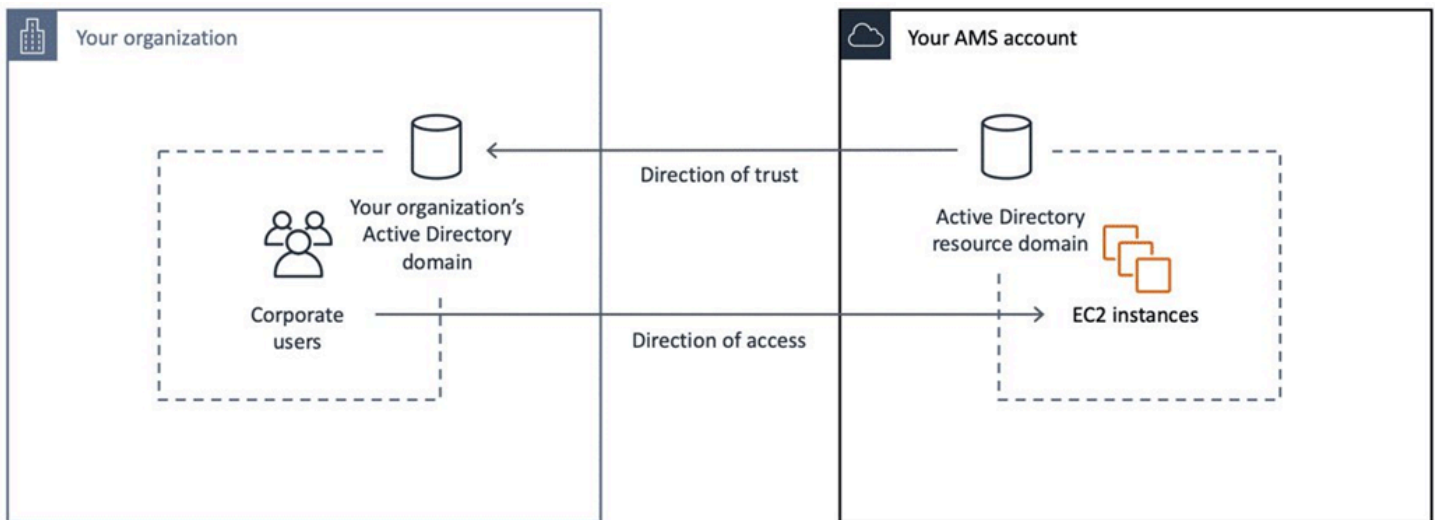 Your organization
Your AMS account
Direction of trust
Your organization’s
Active Directory
domain
Active Directory
resource domain
Corporate
users
EC2 instances
Direction of access